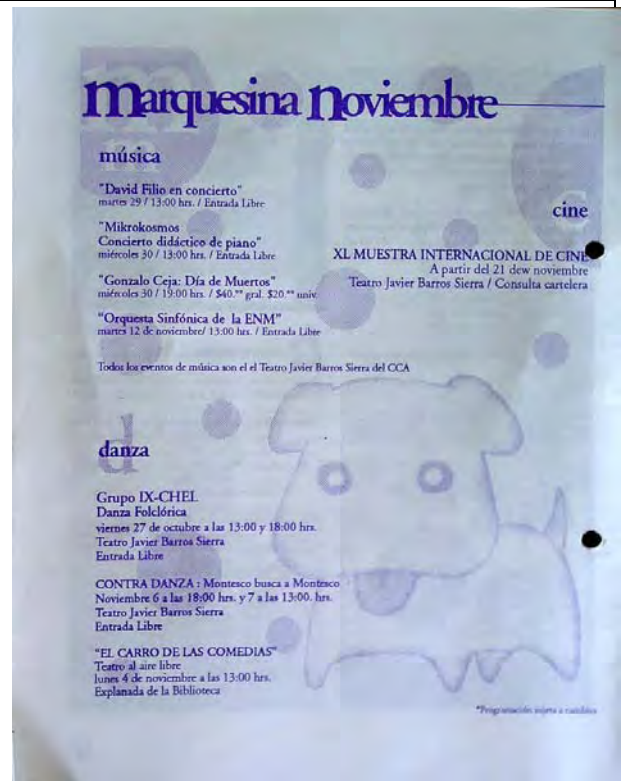 marquesina noviembre
música
"David Filio en concierto"
martes 29 / 13:00 hrs. / Entrada Libre
"Mikrokosmos
Concierto didáctico de piano"
miércoles 30 / 13:00 hrs. / Entrada Libre
"Gonzalo Ceja: Día de Muertos"
miércoles 30 / 19:00 hrs. / $40.°° gral. $20.°° univ.
"Orquesta Sinfónica de la ENM"
martes 12 de noviembre/ 13:00 hrs. / Entrada Libre
Todos los eventos de música son el el Teatro Javier Barros Sierra del CCA
cine
XL MUESTRA INTERNACIONAL DE CINE
A partir del 21 dew noviembre
Teatro Javier Barros Sierra / Consulta cartelera
d
danza
Grupo IX-CHEL
Danza Folclórica
viernes 27 de octubre a las 13:00 y 18:00 hrs.
Teatro Javier Barros Sierra
Entrada Libre
CONTRA DANZA : Montesco busca a Montesco
Noviembre 6 a las 18:00 hrs. y 7 a las 13:00. hrs.
Teatro Javier Barros Sierra
Entrada Libre
"EL CARRO DE LAS COMEDIAS"
Teatro al aire libre
lunes 4 de noviembre a las 13:00 hrs.
Explanada de la Biblioteca
*Programación sujeta a cambios